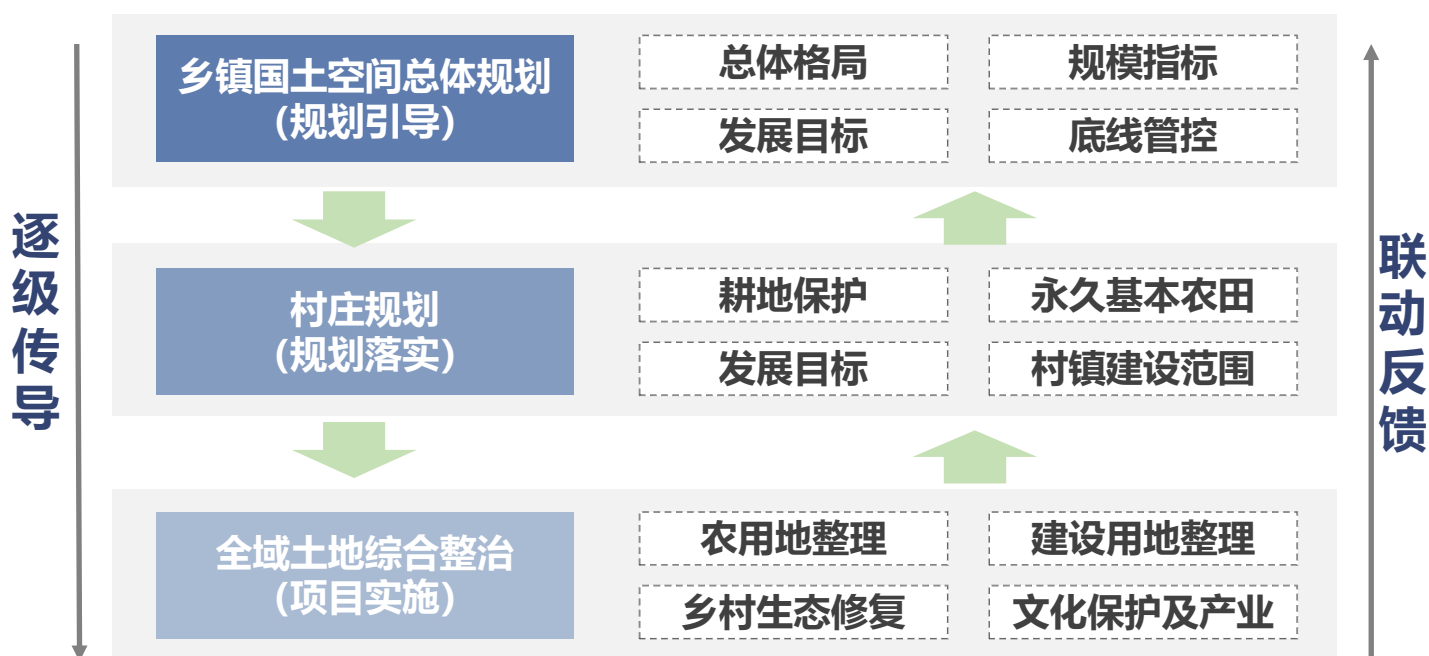 乡镇国土空间总体规划
（规划引导）
总体格局
规模指标
发展目标
底线管控
逐级传导
联动反馈
村庄规划
（规划落实）
耕地保护
永久基本农田
发展目标
村镇建设范围
全域土地综合整治
（项目实施）
农用地整理
建设用地整理
乡村生态修复
文化保护及产业